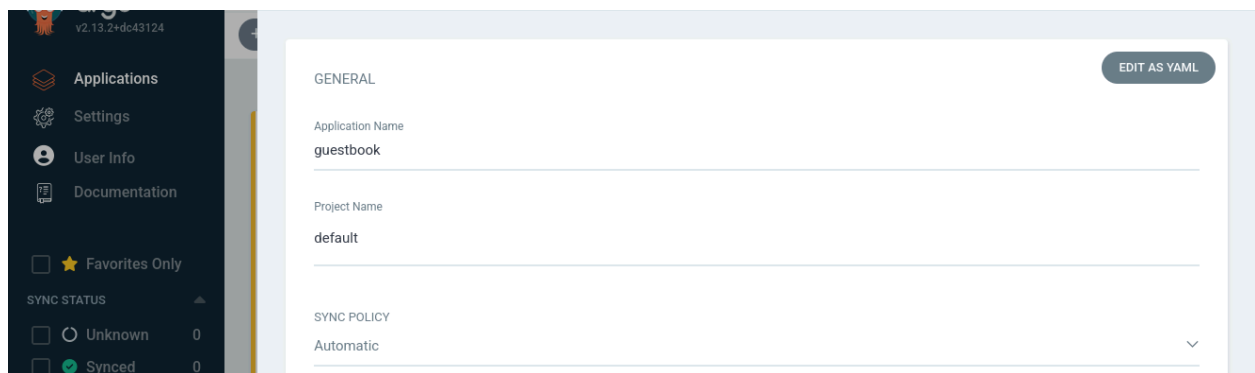 v2.13.2+dc43124
Applications
Settings
User Info
Documentation
Favorites Only
SYNC STATUS
Unknown 0
Synced 0
EDIT AS YAML
GENERAL
Application Name
guestbook
Project Name
default
SYNC POLICY
Automatic